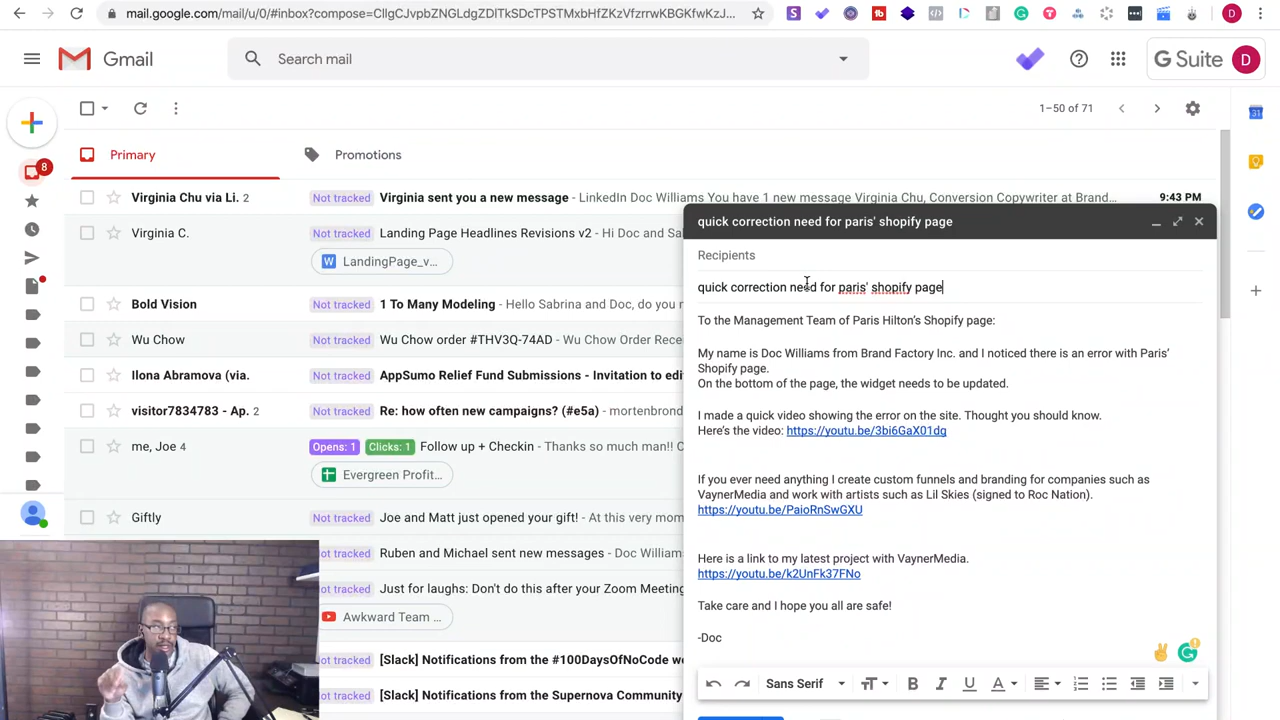 mail.google.com/mail/u/0/#inbox?compose=CllgCJvpbZNGLdgZDlTkSDcTPSTMxbHfZKzVfzrrwKBGKfwKzJ...
D
Gmail
Search mail
G Suite
D
1–50 of 71
31
8
Primary
Promotions
Virginia Chu via Li. 2
Not tracked
Virginia sent you a new message - LinkedIn Doc Williams You have 1 new message Virginia Chu, Conversion Copywriter at Brand...
9:43 PM
Virginia C.
Not tracked
Landing Page Headlines Revisions v2 - Hi Doc and Sa
W LandingPage_v...
Bold Vision
Not tracked
1 To Many Modeling - Hello Sabrina and Doc, do you r
Wu Chow
Not tracked
Wu Chow order #THV3Q-74AD - Wu Chow Order Rece
Ilona Abramova (via.
Not tracked
AppSumo Relief Fund Submissions - Invitation to edi
visitor7834783 - Ap. 2
Not tracked
Re: how often new campaigns? (#e5a) - mortenbrond
me, Joe 4
Opens: 1
Clicks: 1
Follow up + Checkin - Thanks so much man!! C
Evergreen Profit...
Giftly
Not tracked
Joe and Matt just opened your gift! - At this very mom
Not tracked
Ruben and Michael sent new messages - Doc William
Not tracked
Just for laughs: Don't do this after your Zoom Meeting
Awkward Team ...
Not tracked
[Slack] Notifications from the #100DaysOfNoCode w
Not tracked
[Slack] Notifications from the Supernova Community
quick correction need for paris' shopify page
Recipients
quick correction need for paris' shopify page
To the Management Team of Paris Hilton's Shopify page:
My name is Doc Williams from Brand Factory Inc. and I noticed there is an error with Paris'
Shopify page.
On the bottom of the page, the widget needs to be updated.
I made a quick video showing the error on the site. Thought you should know.
Here's the video: https://youtu.be/3bi6GaX01dg
If you ever need anything I create custom funnels and branding for companies such as
VaynerMedia and work with artists such as Lil Skies (signed to Roc Nation).
https://youtu.be/PaioRnSwGXU
Here is a link to my latest project with VaynerMedia.
https://youtu.be/k2UnFk37FNo
Take care and I hope you all are safe!
-Doc
Sans Serif